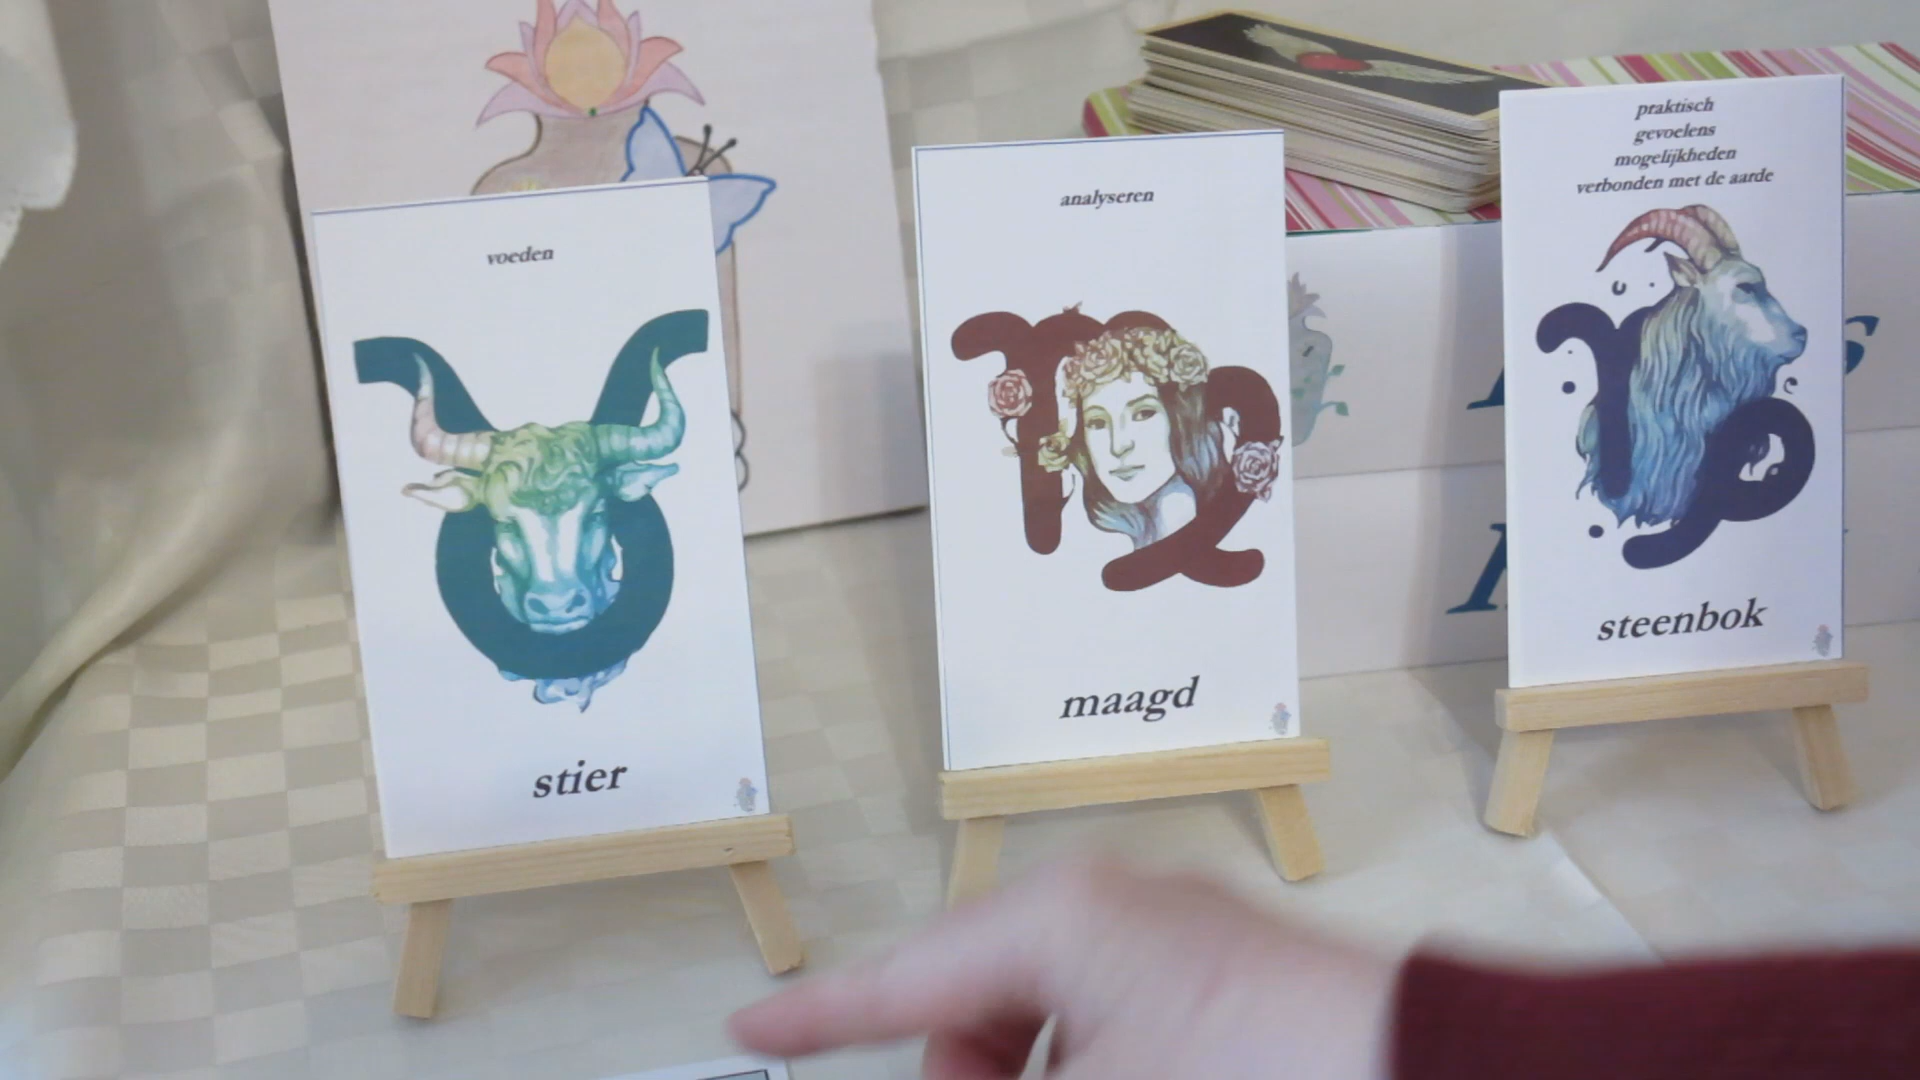 voeden
stier
analyseren
maagd
praktisch
gevoelens
mogelijkheden
verbonden met de aarde
steenbok